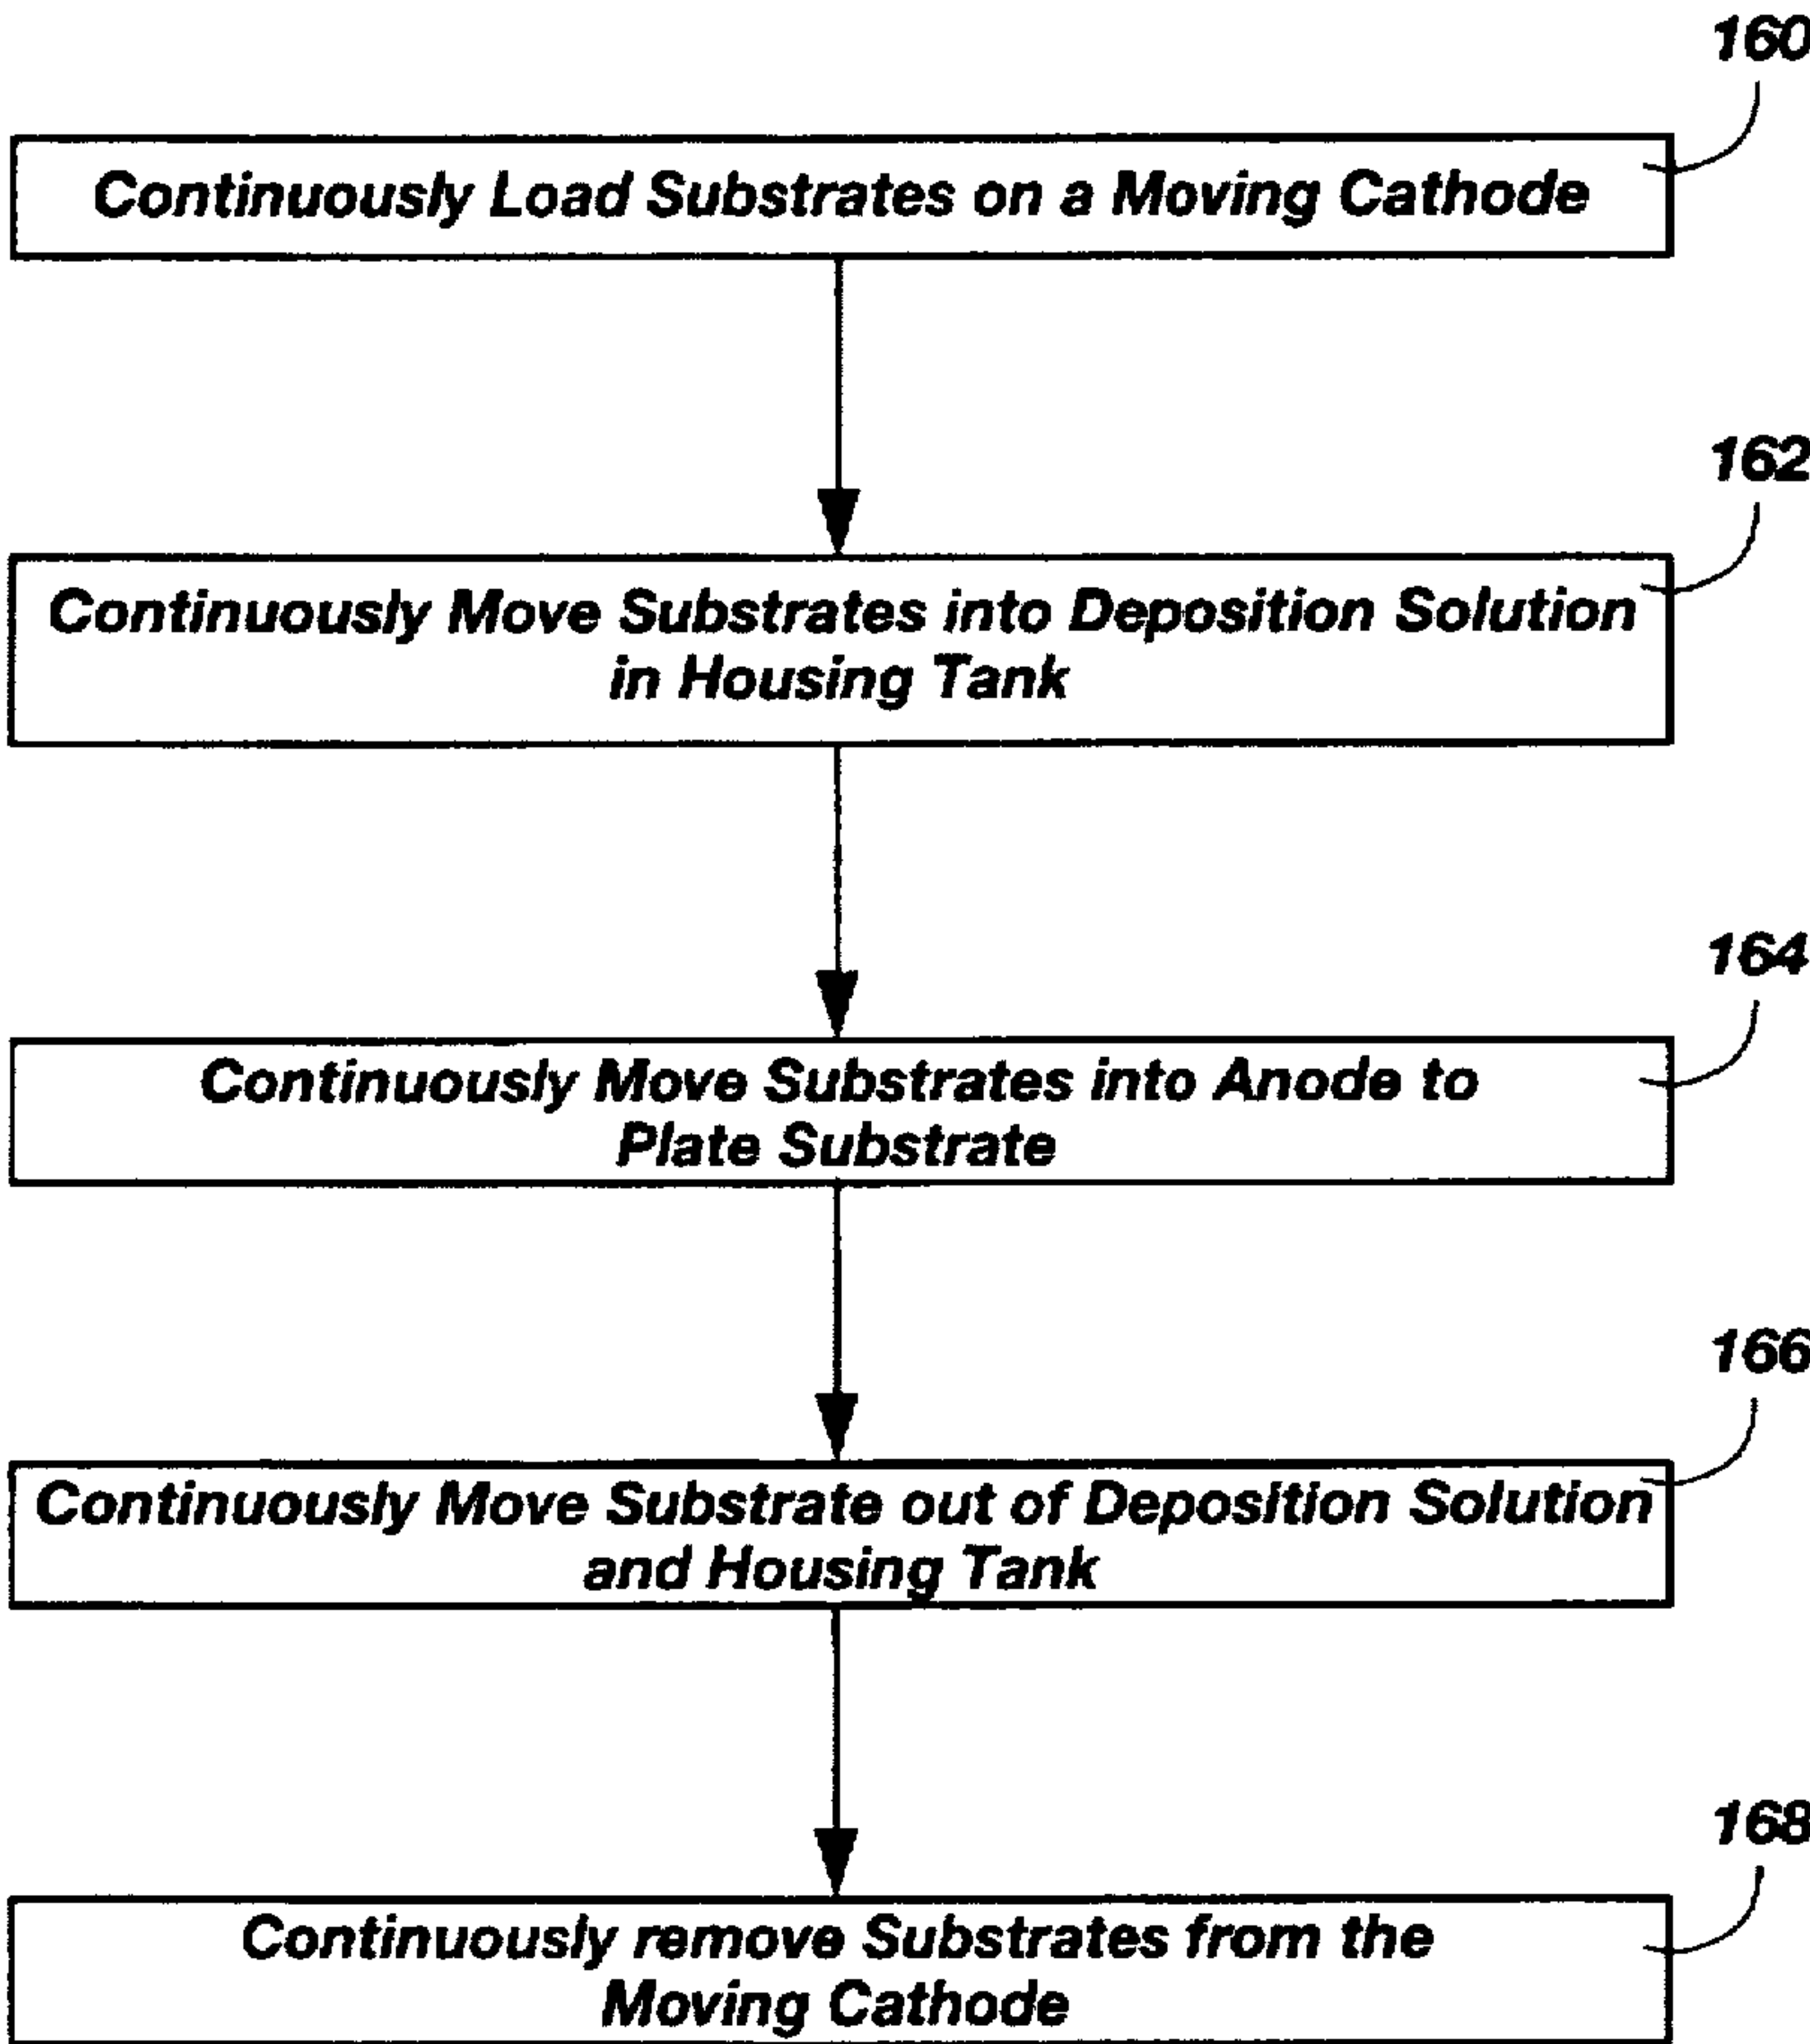 160
Continuously Load Substrates on a Moving Cathode
162
Continuously Move Substrates into Deposition Solution
in Housing Tank
164
Continuously Move Substrates into Anode to
Plate Substrate
166
Continuously Move Substrate out of Deposition Solution
and Housing Tank
168
Continuously remove Substrates from the
Moving Cathode